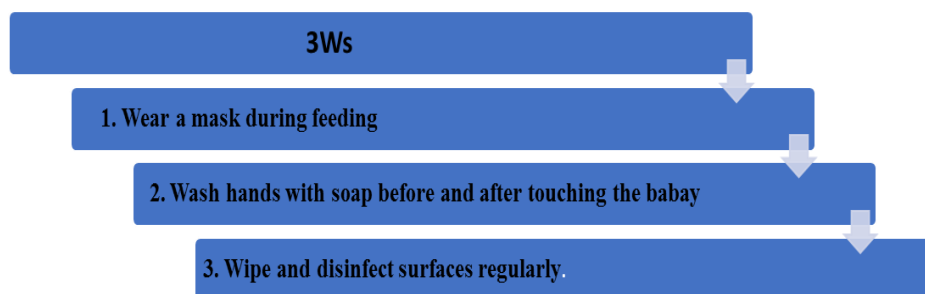 3Ws
1. Wear a mask during feeding
2. Wash hands with soap before and after touching the babay
3. Wipe and disinfect surfaces regularly.